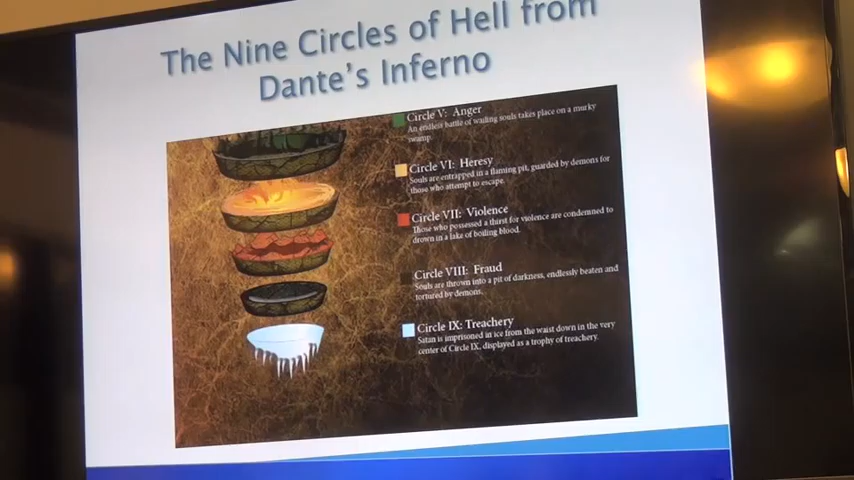 The Nine Circles of Hell from
Dante's Inferno
Circle V: Anger
An endless battle of wailing souls takes place on a murky
swamp.
Circle VI: Heresy
Souls are entrapped in a flaming pit, guarded by demons for
those who attempt to escape.
Circle VII: Violence
Those who possessed a thirst for violence are condemned to
drown in a lake of boiling blood.
Circle VIII: Fraud
Souls are thrown into a pit of darkness, endlessly beaten and
tortured by demons.
Circle IX: Treachery
Satan is imprisoned in ice from the waist down in the very
center of Circle IX, displayed as a trophy of treachery.